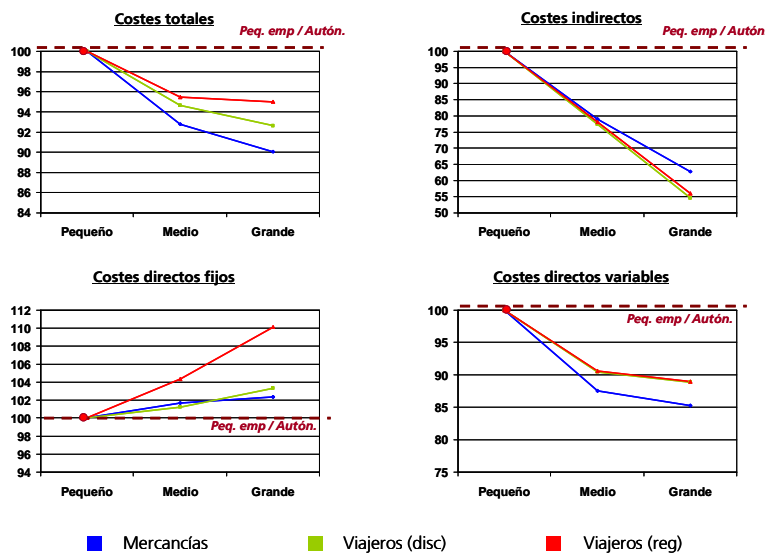 Costes totales
Peq. emp / Autón.
100
98
96
94
92
90
88
86
84
Pequeño Medio Grande
Costes indirectos
Peq. emp / Autón
100
95
90
85
80
75
70
65
60
55
50
Pequeño Medio Grande
Costes directos fijos
112
110
108
106
104
102
100
98
96
94
Peq. emp / Autón.
Pequeño Medio Grande
Costes directos variables
Peq. emp / Autón.
100
95
90
85
80
75
Pequeño Medio Grande
Mercancías Viajeros (disc) Viajeros (reg)